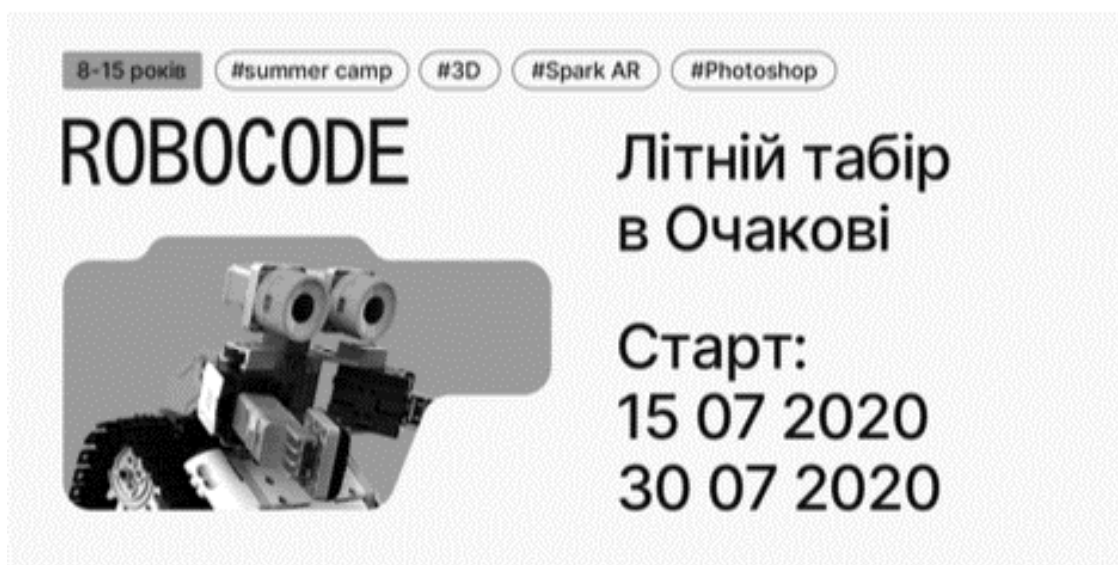 8-15 років #summer camp #3D #Spark AR #Photoshop
ROBOCODE
Літній табір
в Очакові
Старт:
15 07 2020
30 07 2020